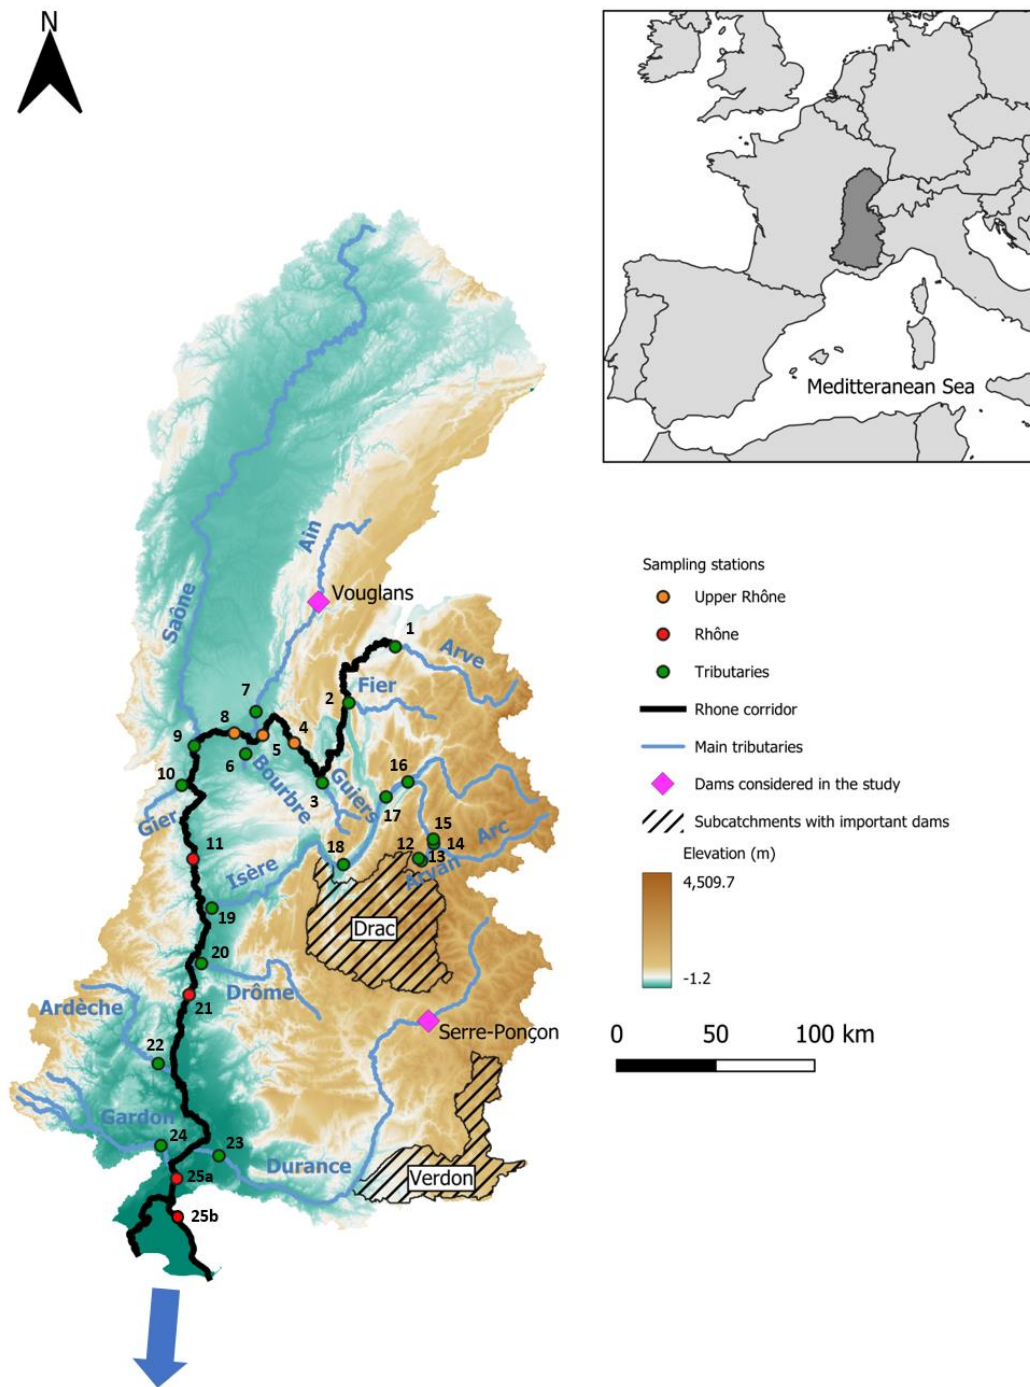 N
Meditteranean Sea
Ain
Vouglans
Saône
1
Arve
Fier
2
7
8
4
9
5
6
Bourbre
Guiers
3
10
Gier
16
17
11
15
Arc
14
12
13
Arvan
18
Isère
19
Drac
20
Drôme
21
Ardèche
Serre-Ponçon
22
Gardon
24
23
Durance
25a
Verdon
25b
Sampling stations
Upper Rhône
Rhône
Tributaries
Rhone corridor
Main tributaries
Dams considered in the study
Subcatchments with important dams
Elevation (m)
4,509.7
-1.2
0 50 100 km